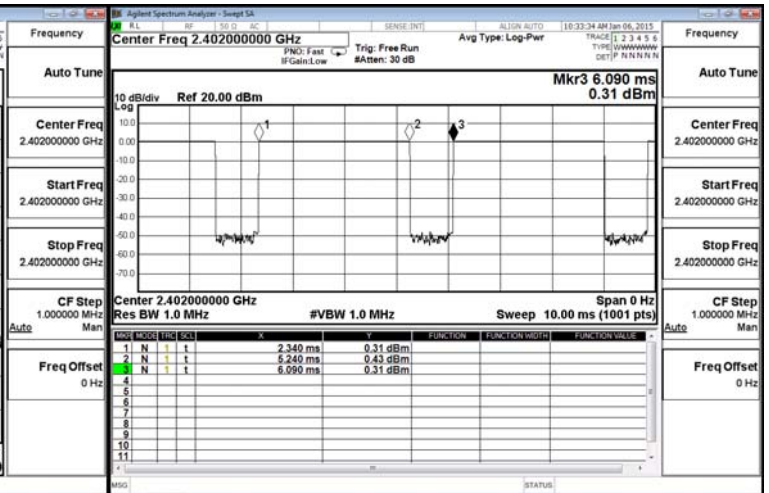 Agilent Spectrum Analyzer - Swept SA
RL RF 50 Ω AC SENSE:INT ALIGN AUTO 10:33:34 AM Jan 06, 2015
Center Freq 2.402000000 GHz
PNO: Fast
IFGain:Low
Trig: Free Run
#Atten: 30 dB
Avg Type: Log-Pwr
TRACE 1 2 3 4 5 6
TYPE WWWWWW
DET P NNNNN
Mkr3 6.090 ms
0.31 dBm
10 dB/div Ref 20.00 dBm
Log
10.0
0.00
-10.0
-20.0
-30.0
-40.0
-50.0
-60.0
-70.0
1
2
3
Center 2.402000000 GHz
Span 0 Hz
Res BW 1.0 MHz
#VBW 1.0 MHz
Sweep 10.00 ms (1001 pts)
MKR MODE TRC SCL X Y FUNCTION FUNCTION WIDTH FUNCTION VALUE
1 N 1 t 2.340 ms 0.31 dBm
2 N 1 t 5.240 ms 0.43 dBm
3 N 1 t 6.090 ms 0.31 dBm
4
5
6
7
8
9
10
11
MSG
STATUS
Frequency
Auto Tune
Center Freq
2.402000000 GHz
Start Freq
2.402000000 GHz
Stop Freq
2.402000000 GHz
CF Step
1.000000 MHz
Auto Man
Freq Offset
0 Hz
Frequency
Auto Tune
Center Freq
2.402000000 GHz
Start Freq
2.402000000 GHz
Stop Freq
2.402000000 GHz
CF Step
1.000000 MHz
Auto Man
Freq Offset
0 Hz